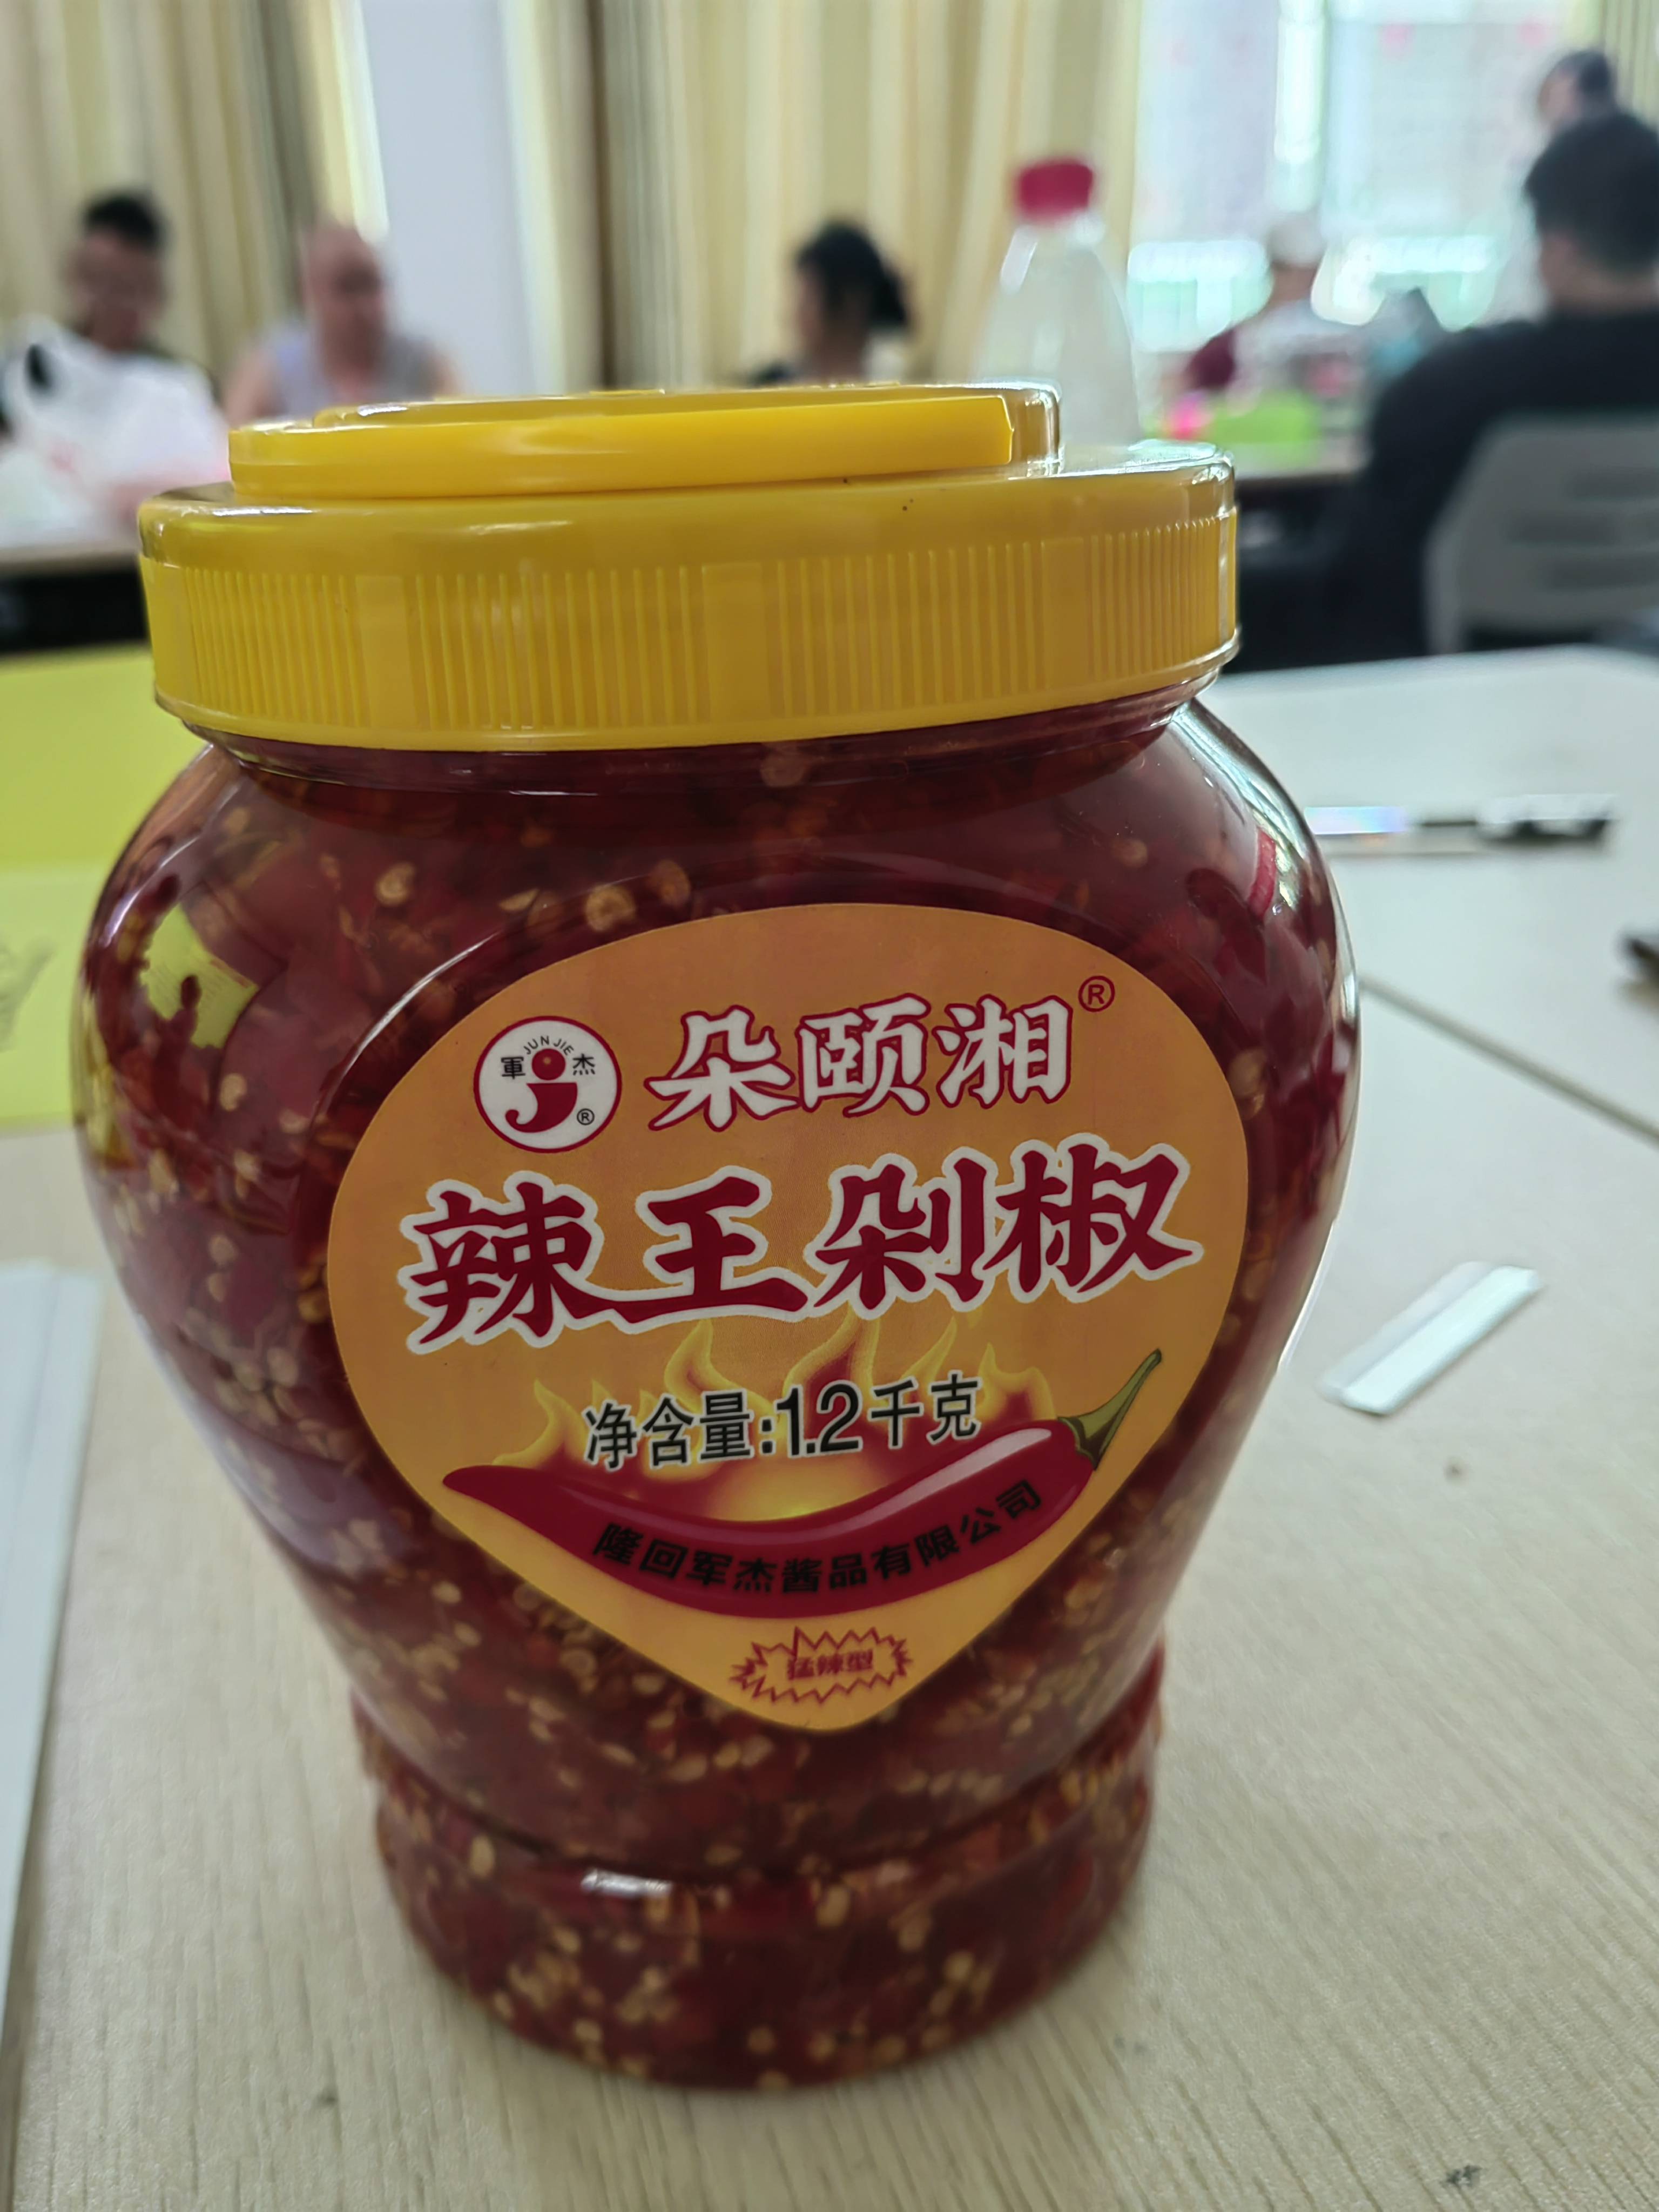 JUN JIE
軍 杰 ®
朵颐湘®
辣王剁椒
净含量:1.2千克
隆回军杰酱品有限公司
猛辣型